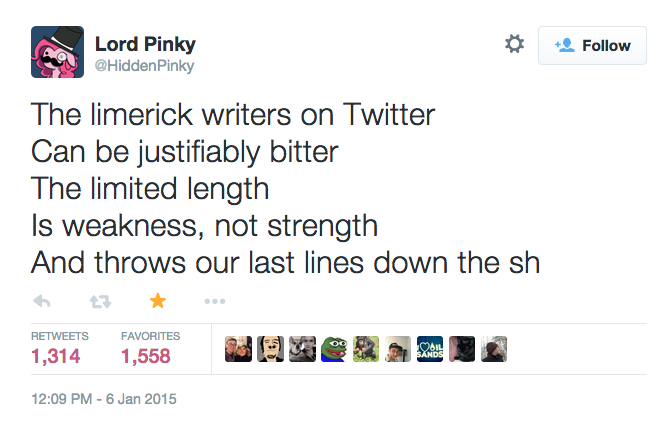 Lord Pinky
@HiddenPinky
Follow
The limerick writers on Twitter
Can be justifiably bitter
The limited length
Is weakness, not strength
And throws our last lines down the sh
RETWEETS FAVORITES
1,314 1,558
SANDS
12:09 PM - 6 Jan 2015